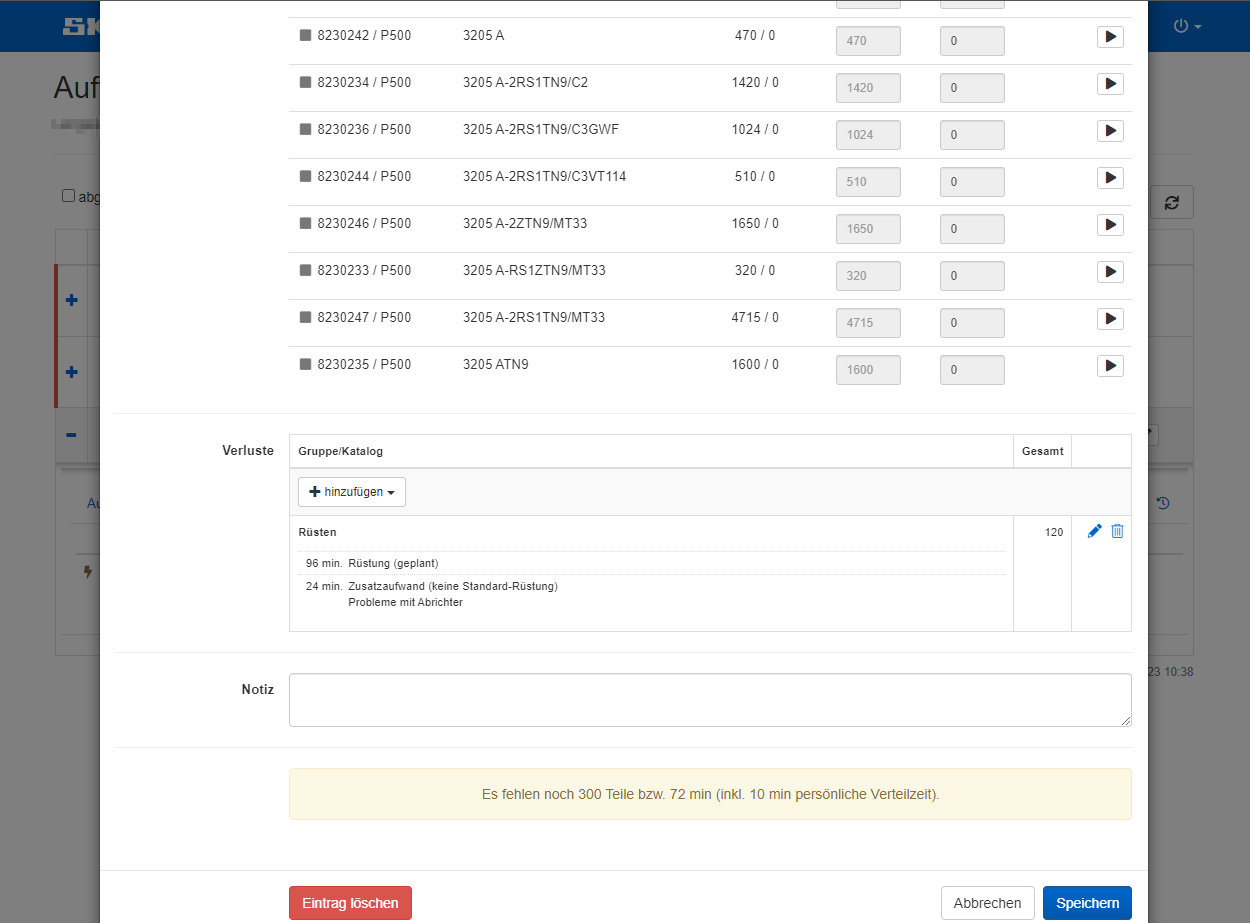 8230242 / P500 3205 A 470 / 0 470 0
8230234 / P500 3205 A-2RS1TN9/C2 1420 / 0 1420 0
8230236 / P500 3205 A-2RS1TN9/C3GWF 1024 / 0 1024 0
8230244 / P500 3205 A-2RS1TN9/C3VT114 510 / 0 510 0
8230246 / P500 3205 A-2ZTN9/MT33 1650 / 0 1650 0
8230233 / P500 3205 A-RS1ZTN9/MT33 320 / 0 320 0
8230247 / P500 3205 A-2RS1TN9/MT33 4715 / 0 4715 0
8230235 / P500 3205 ATN9 1600 / 0 1600 0
Verluste Gruppe/Katalog Gesamt
hinzufügen
Rüsten 120
96 min. Rüstung (geplant)
24 min. Zusatzaufwand (keine Standard-Rüstung)
Probleme mit Abrichter
Notiz
Es fehlen noch 300 Teile bzw. 72 min (inkl. 10 min persönliche Verteilzeit).
Eintrag löschen Abbrechen Speichern
SK
Auf
abg
Au
23 10:38